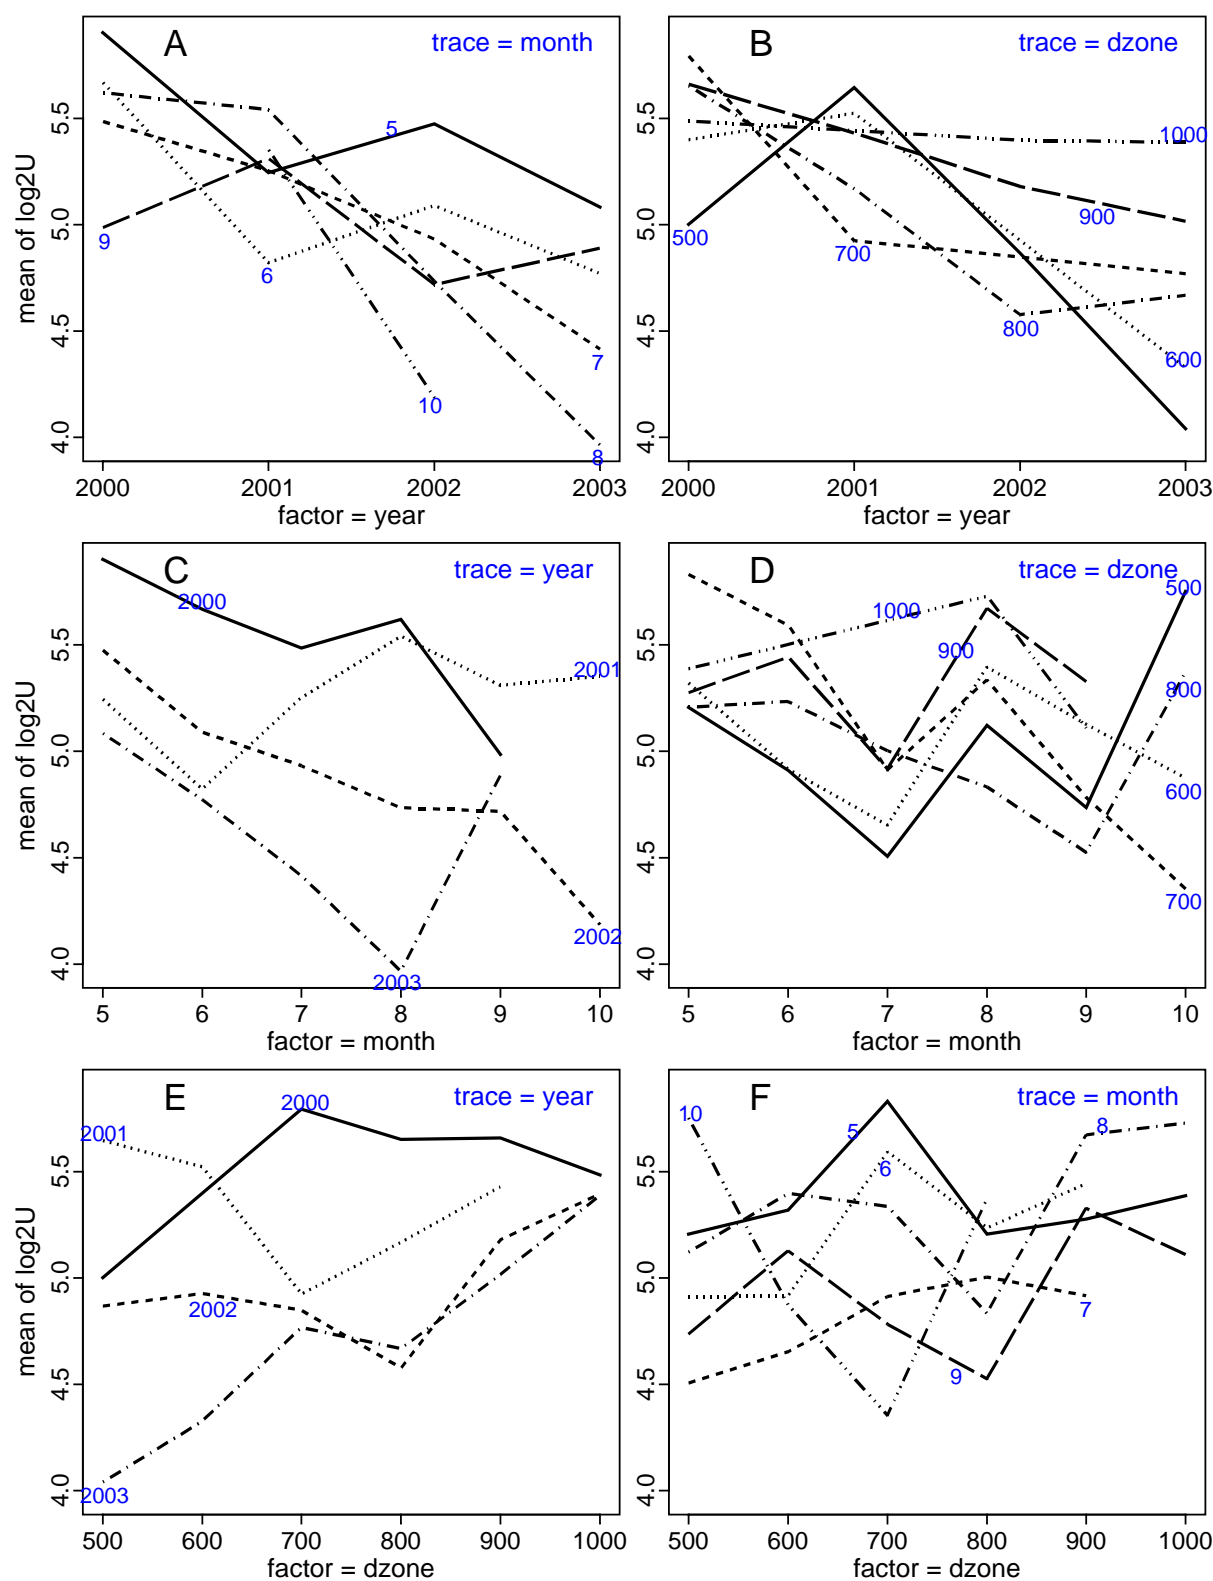 A
trace = month
mean of log2U
5.5
5.0
4.5
4.0
5
9
6
7
10
8
2000 2001 2002 2003
factor = year
B
trace = dzone
5.5
5.0
4.5
4.0
1000
900
500
700
800
600
2000 2001 2002 2003
factor = year
C
trace = year
mean of log2U
5.5
5.0
4.5
4.0
2000
2001
2002
2003
5 6 7 8 9 10
factor = month
D
trace = dzone
5.5
5.0
4.5
4.0
500
1000
900
800
600
700
5 6 7 8 9 10
factor = month
E
trace = year
mean of log2U
5.5
5.0
4.5
4.0
2000
2001
2002
2003
500 600 700 800 900 1000
factor = dzone
F
trace = month
5.5
5.0
4.5
4.0
10
5
8
6
7
9
500 600 700 800 900 1000
factor = dzone